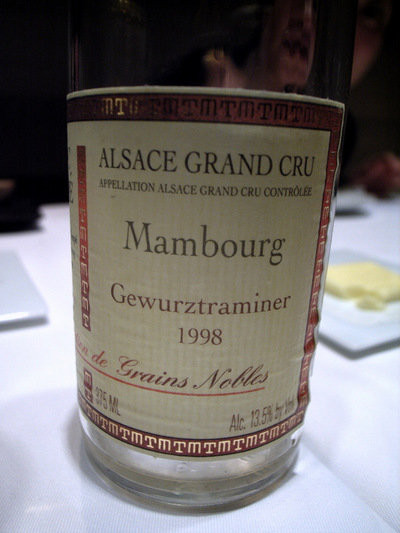 ALSACE GRAND CRU
APPELLATION ALSACE GRAND CRU CONTRÔLÉE
Mambourg
Gewurztraminer
1998
de Grains Nobles
375 ML
Alc. 13.5% by Vol.